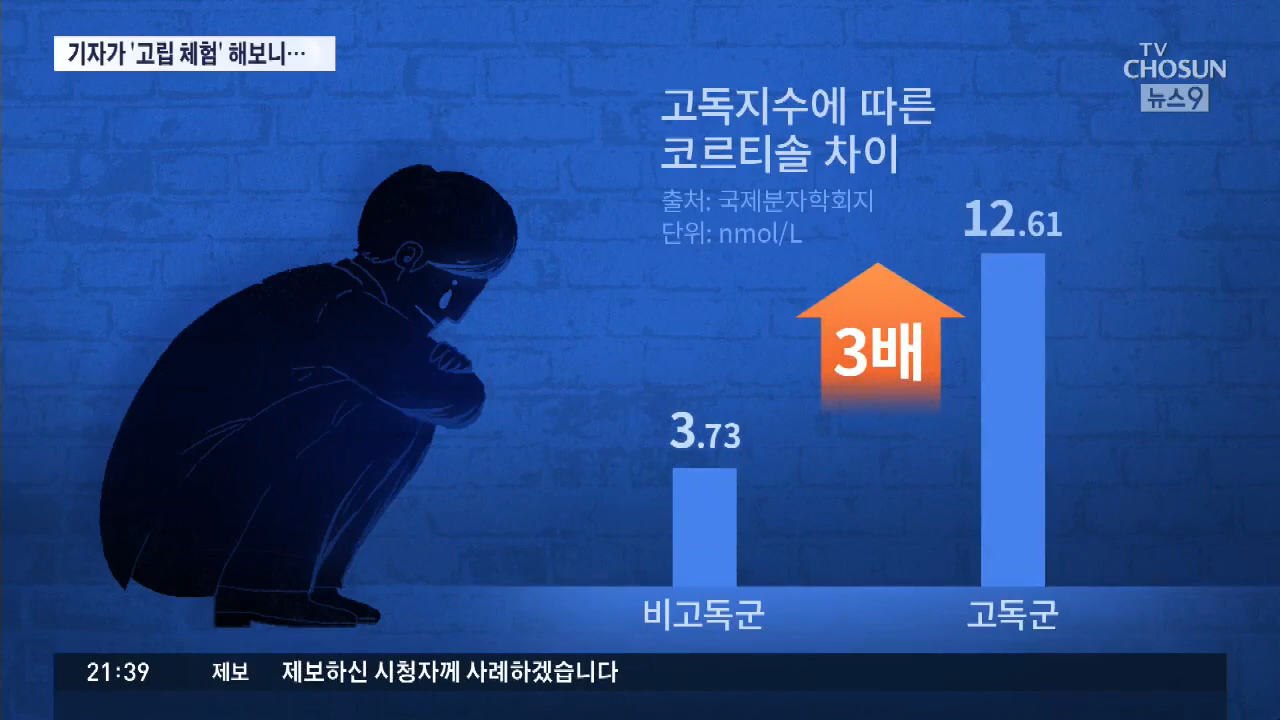 기자가 '고립 체험' 해보니…
TV
CHOSUN
뉴스9
고독지수에 따른
코르티솔 차이
출처: 국제분자학회지
단위: nmol/L
12.61
3배
3.73
비고독군
고독군
21:39 제보 제보하신 시청자께 사례하겠습니다